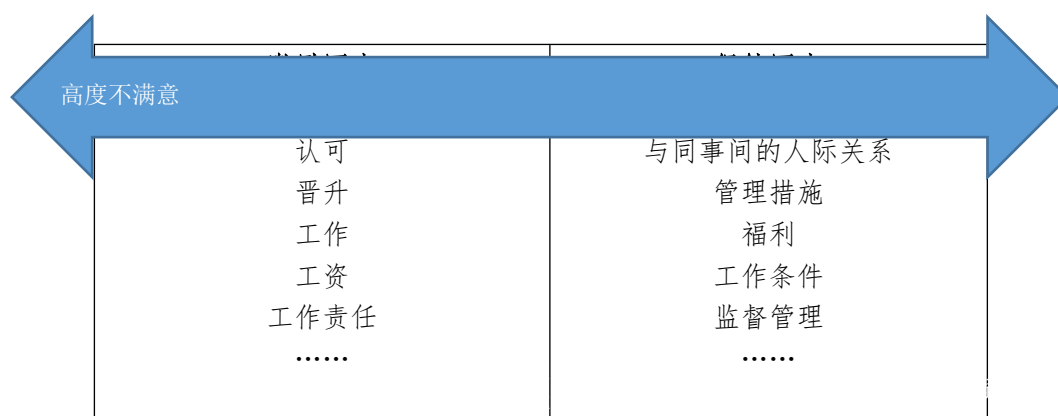 高度不满意
认可 与同事间的人际关系
晋升 管理措施
工作 福利
工资 工作条件
工作责任 监督管理
…… ……